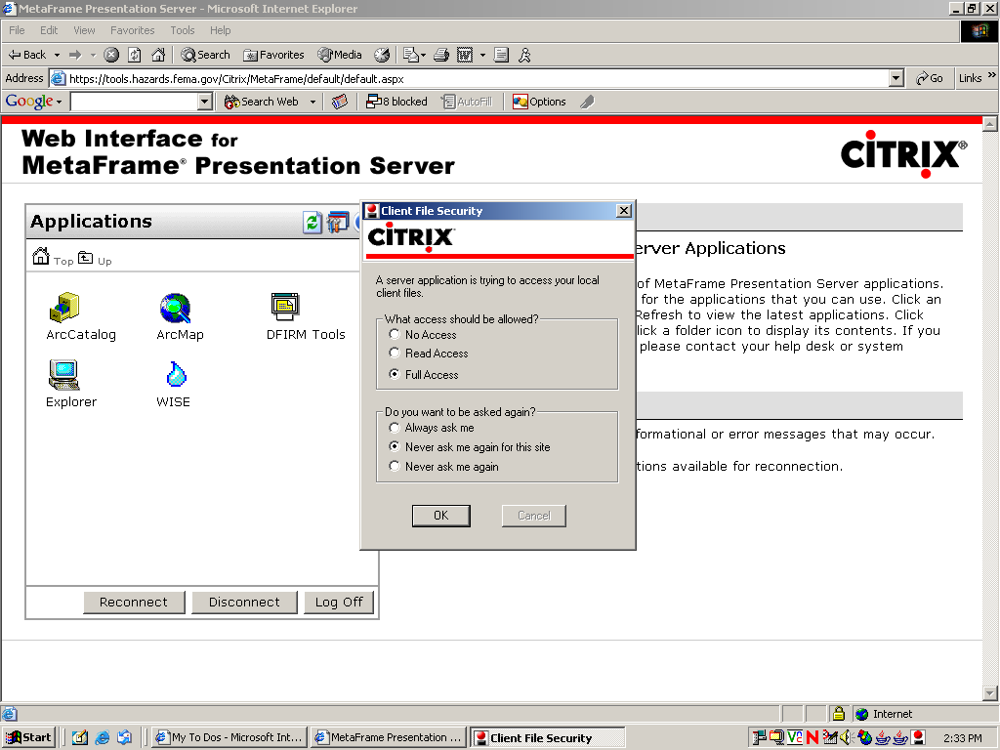 MetaFrame Presentation Server - Microsoft Internet Explorer
File Edit View Favorites Tools Help
Back Search Favorites Media
Address https://tools.hazards.fema.gov/Citrix/MetaFrame/default/default.aspx Go Links »
Google Search Web 8 blocked AutoFill Options
Web Interface for
MetaFrame® Presentation Server
CITRIX®
Applications
Top Up
ArcCatalog ArcMap DFIRM Tools
Explorer WISE
Reconnect Disconnect Log Off
Client File Security
CITRIX
A server application is trying to access your local
client files.
What access should be allowed?
No Access
Read Access
Full Access
Do you want to be asked again?
Always ask me
Never ask me again for this site
Never ask me again
OK Cancel
erver Applications
of MetaFrame Presentation Server applications.
for the applications that you can use. Click an
Refresh to view the latest applications. Click
lick a folder icon to display its contents. If you
please contact your help desk or system
formational or error messages that may occur.
tions available for reconnection.
Internet
Start My To Dos - Microsoft Int... MetaFrame Presentation ... Client File Security 2:33 PM